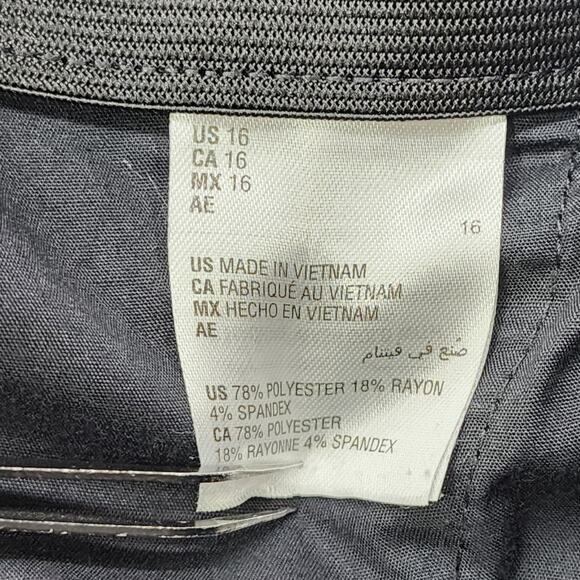 US 16
CA 16
MX 16
AE
16
US MADE IN VIETNAM
CA FABRIQUÉ AU VIETNAM
MX HECHO EN VIETNAM
AE
صُنع في فيتنام
US 78% POLYESTER 18% RAYON
4% SPANDEX
CA 78% POLYESTER
18% RAYONNE 4% SPANDEX